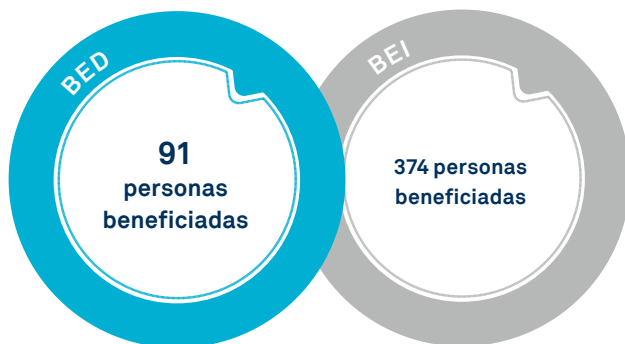 BED
91
personas
beneficiadas
BEI
374 personas
beneficiadas